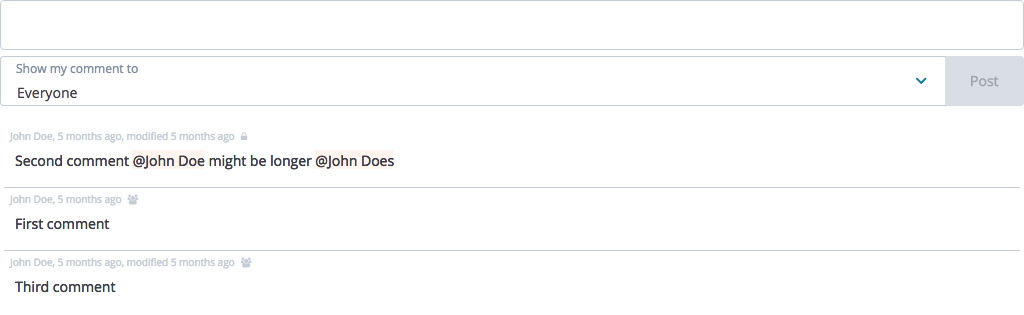 Show my comment to
Everyone
Post
John Doe, 5 months ago, modified 5 months ago
Second comment @John Doe might be longer @John Does
John Doe, 5 months ago
First comment
John Doe, 5 months ago, modified 5 months ago
Third comment